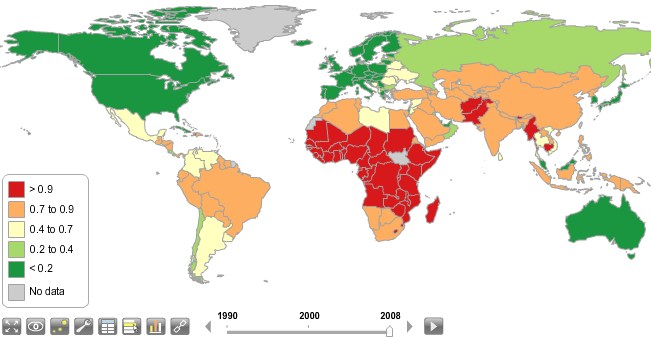 > 0.9
0.7 to 0.9
0.4 to 0.7
0.2 to 0.4
< 0.2
No data
1990 2000 2008